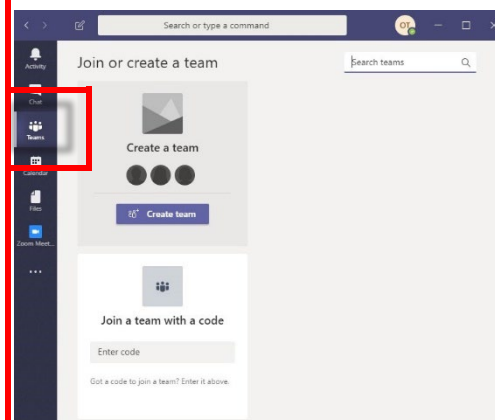 Search or type a command
OT
Activity
Chat
Teams
Calendar
Files
Zoom Meet...
Join or create a team
Search teams
Create a team
Create team
Join a team with a code
Enter code
Got a code to join a team? Enter it above.